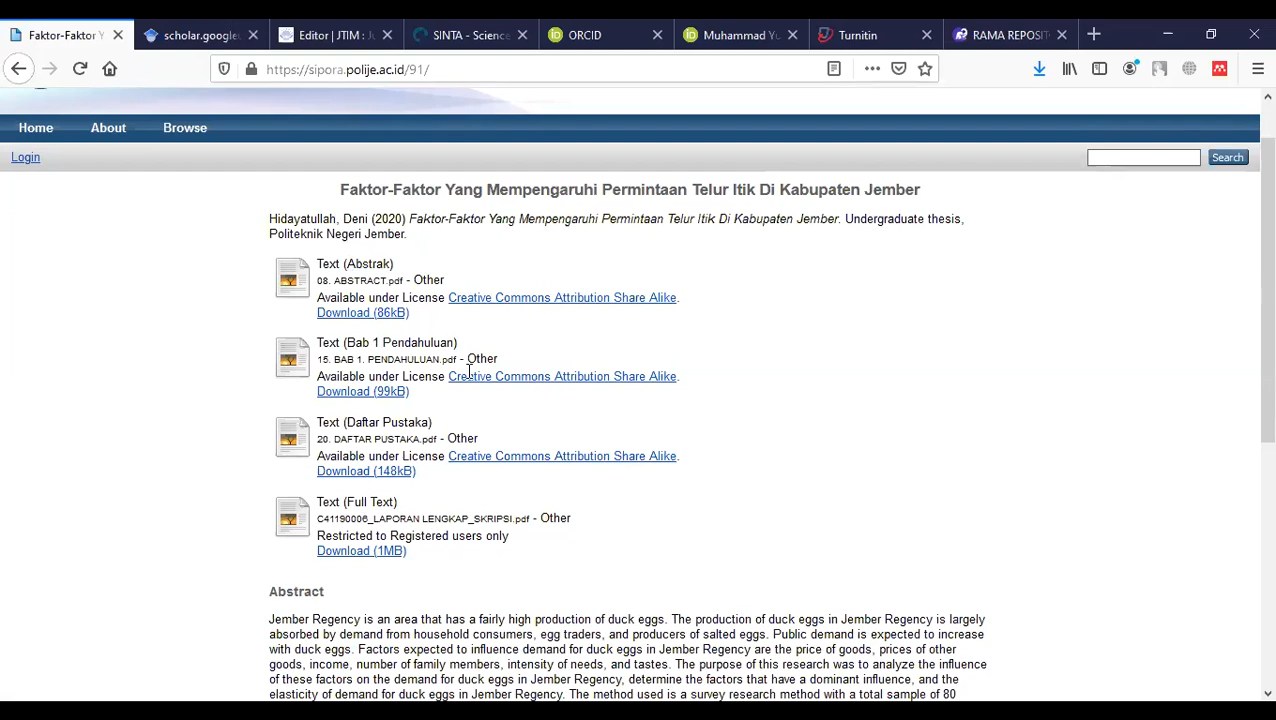 Faktor-Faktor Y
scholar.google
Editor | JTIM : Ju
SINTA - Science
ORCID
Muhammad Yu
Turnitin
RAMA REPOSIT
https://sipora.polije.ac.id/91/
Home About Browse
Login
Search
Faktor-Faktor Yang Mempengaruhi Permintaan Telur Itik Di Kabupaten Jember
Hidayatullah, Deni (2020) Faktor-Faktor Yang Mempengaruhi Permintaan Telur Itik Di Kabupaten Jember. Undergraduate thesis,
Politeknik Negeri Jember.
Text (Abstrak)
08. ABSTRACT.pdf - Other
Available under License Creative Commons Attribution Share Alike.
Download (86kB)
Text (Bab 1 Pendahuluan)
15. BAB 1. PENDAHULUAN.pdf - Other
Available under License Creative Commons Attribution Share Alike.
Download (99kB)
Text (Daftar Pustaka)
20. DAFTAR PUSTAKA.pdf - Other
Available under License Creative Commons Attribution Share Alike.
Download (148kB)
Text (Full Text)
C41190006_LAPORAN LENGKAP_SKRIPSI.pdf - Other
Restricted to Registered users only
Download (1MB)
Abstract
Jember Regency is an area that has a fairly high production of duck eggs. The production of duck eggs in Jember Regency is largely
absorbed by demand from household consumers, egg traders, and producers of salted eggs. Public demand is expected to increase
with duck eggs. Factors expected to influence demand for duck eggs in Jember Regency are the price of goods, prices of other
goods, income, number of family members, intensity of needs, and tastes. The purpose of this research was to analyze the influence
of these factors on the demand for duck eggs in Jember Regency, determine the factors that have a dominant influence, and the
elasticity of demand for duck eggs in Jember Regency. The method used is a survey research method with a total sample of 80